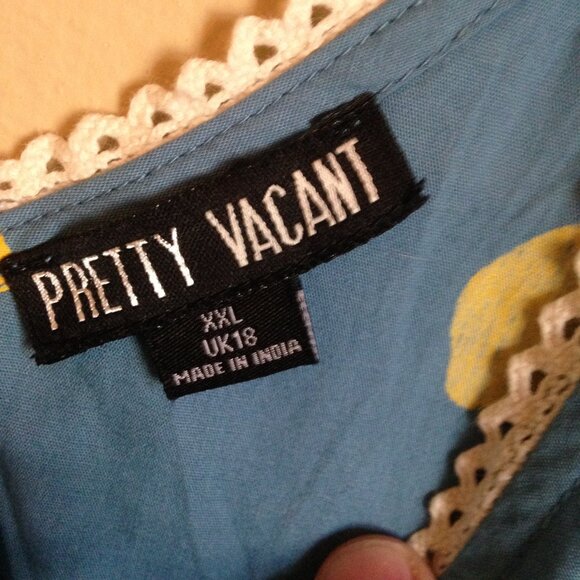 PRETTY VACANT
XXL
UK18
MADE IN INDIA